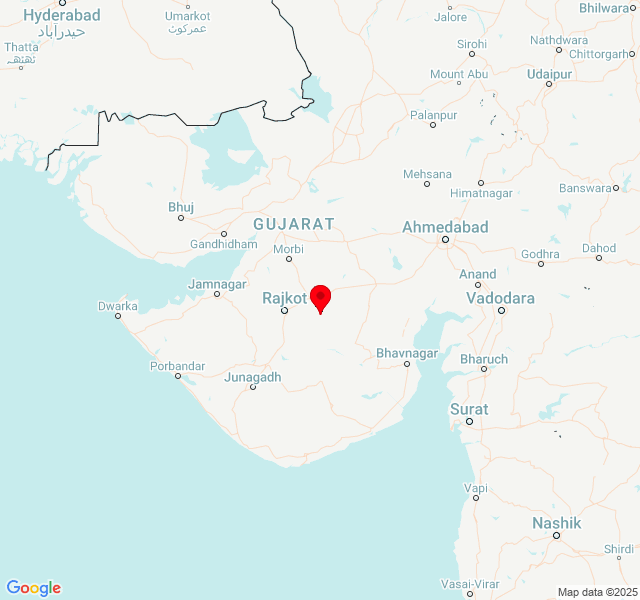 Hyderabad
حيدرآباد
Umarkot
عمرکوٹ
Jalore
Bhilwara
Thatta
ٹھٹھہ
Sirohi
Nathdwara
Chittorgarh
Mount Abu
Udaipur
Palanpur
Mehsana
Himatnagar
Banswara
Bhuj
GUJARAT
Ahmedabad
Gandhidham
Morbi
Godhra
Dahod
Jamnagar
Anand
Dwarka
Rajkot
Vadodara
Porbandar
Junagadh
Bhavnagar
Bharuch
Surat
Vapi
Nashik
Shirdi
Vasai-Virar
Google
Map data ©2025